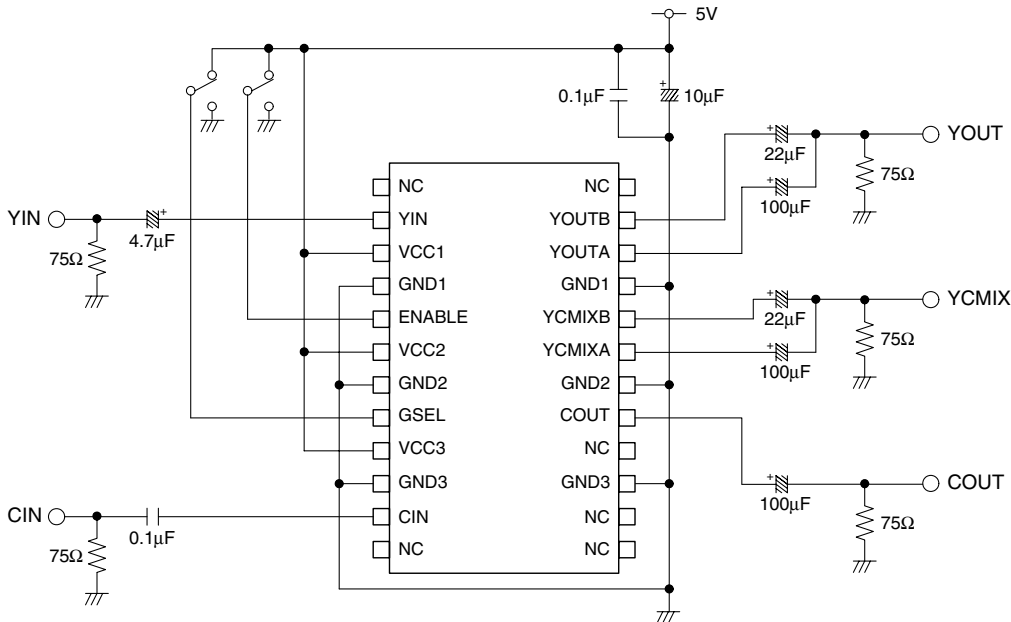 5V
0.1μF
10μF
YIN
4.7μF
75Ω
CIN
0.1μF
75Ω
NC
YIN
VCC1
GND1
ENABLE
VCC2
GND2
GSEL
VCC3
GND3
CIN
NC
NC
YOUTB
YOUTA
GND1
YCMIXB
YCMIXA
GND2
COUT
NC
GND3
NC
NC
+
+
22μF
+
100μF
75Ω
YOUT
+
22μF
+
100μF
75Ω
YCMIX
+
100μF
75Ω
COUT
+